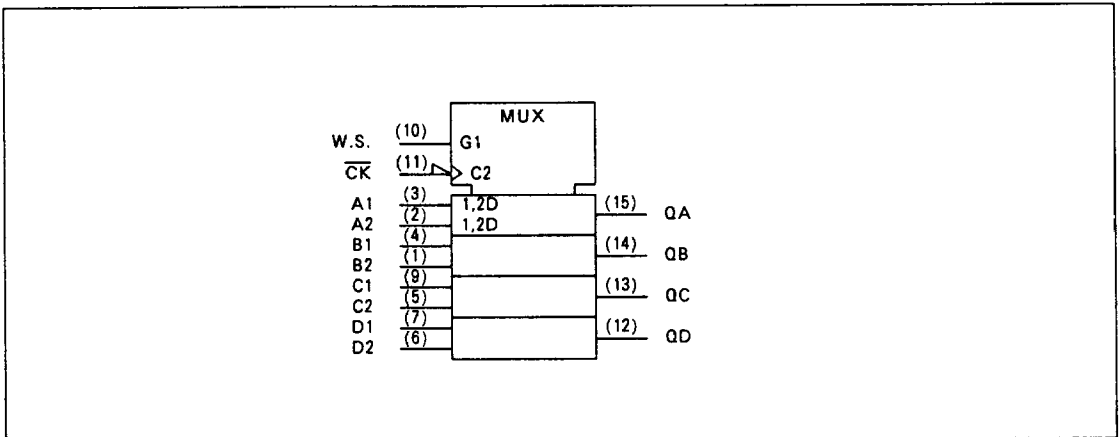 MUX
W.S. (10) G1
CK (11) C2
A1 (3) 1,2D (15) QA
A2 (2) 1,2D
B1 (4) (14) QB
B2 (1)
C1 (9) (13) QC
C2 (5)
D1 (7) (12) QD
D2 (6)